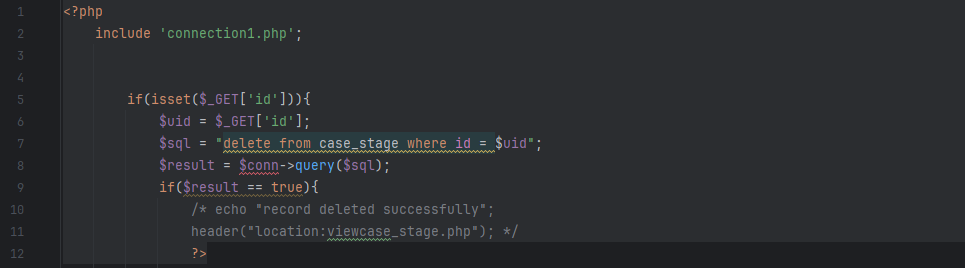 1 <?php
2 include 'connection1.php';
3
4
5 if(isset($_GET['id'])){
6 $uid = $_GET['id'];
7 $sql = "delete from case_stage where id = $uid";
8 $result = $conn->query($sql);
9 if($result == true){
10 /* echo "record deleted successfully";
11 header("location:viewcase_stage.php"); */
12 ?>